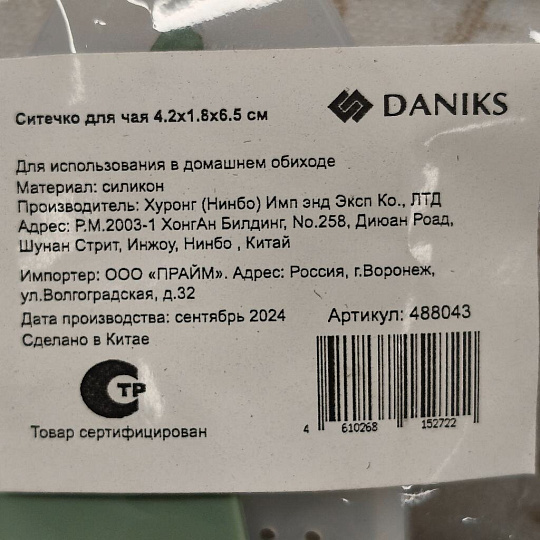 DANIKS
Ситечко для чая 4.2x1.8x6.5 см
Для использования в домашнем обиходе
Материал: силикон
Производитель: Хуронг (Нинбо) Имп энд Эксп Ко., ЛТД
Адрес: Р.М.2003-1 ХонгАн Билдинг, No.258, Диюан Роад,
Шунан Стрит, Инжоу, Нинбо , Китай
Импортер: ООО «ПРАЙМ». Адрес: Россия, г.Воронеж,
ул.Волгоградская, д.32
Дата производства: сентябрь 2024
Артикул: 488043
Сделано в Китае
СТР
Товар сертифицирован
4 610268 152722